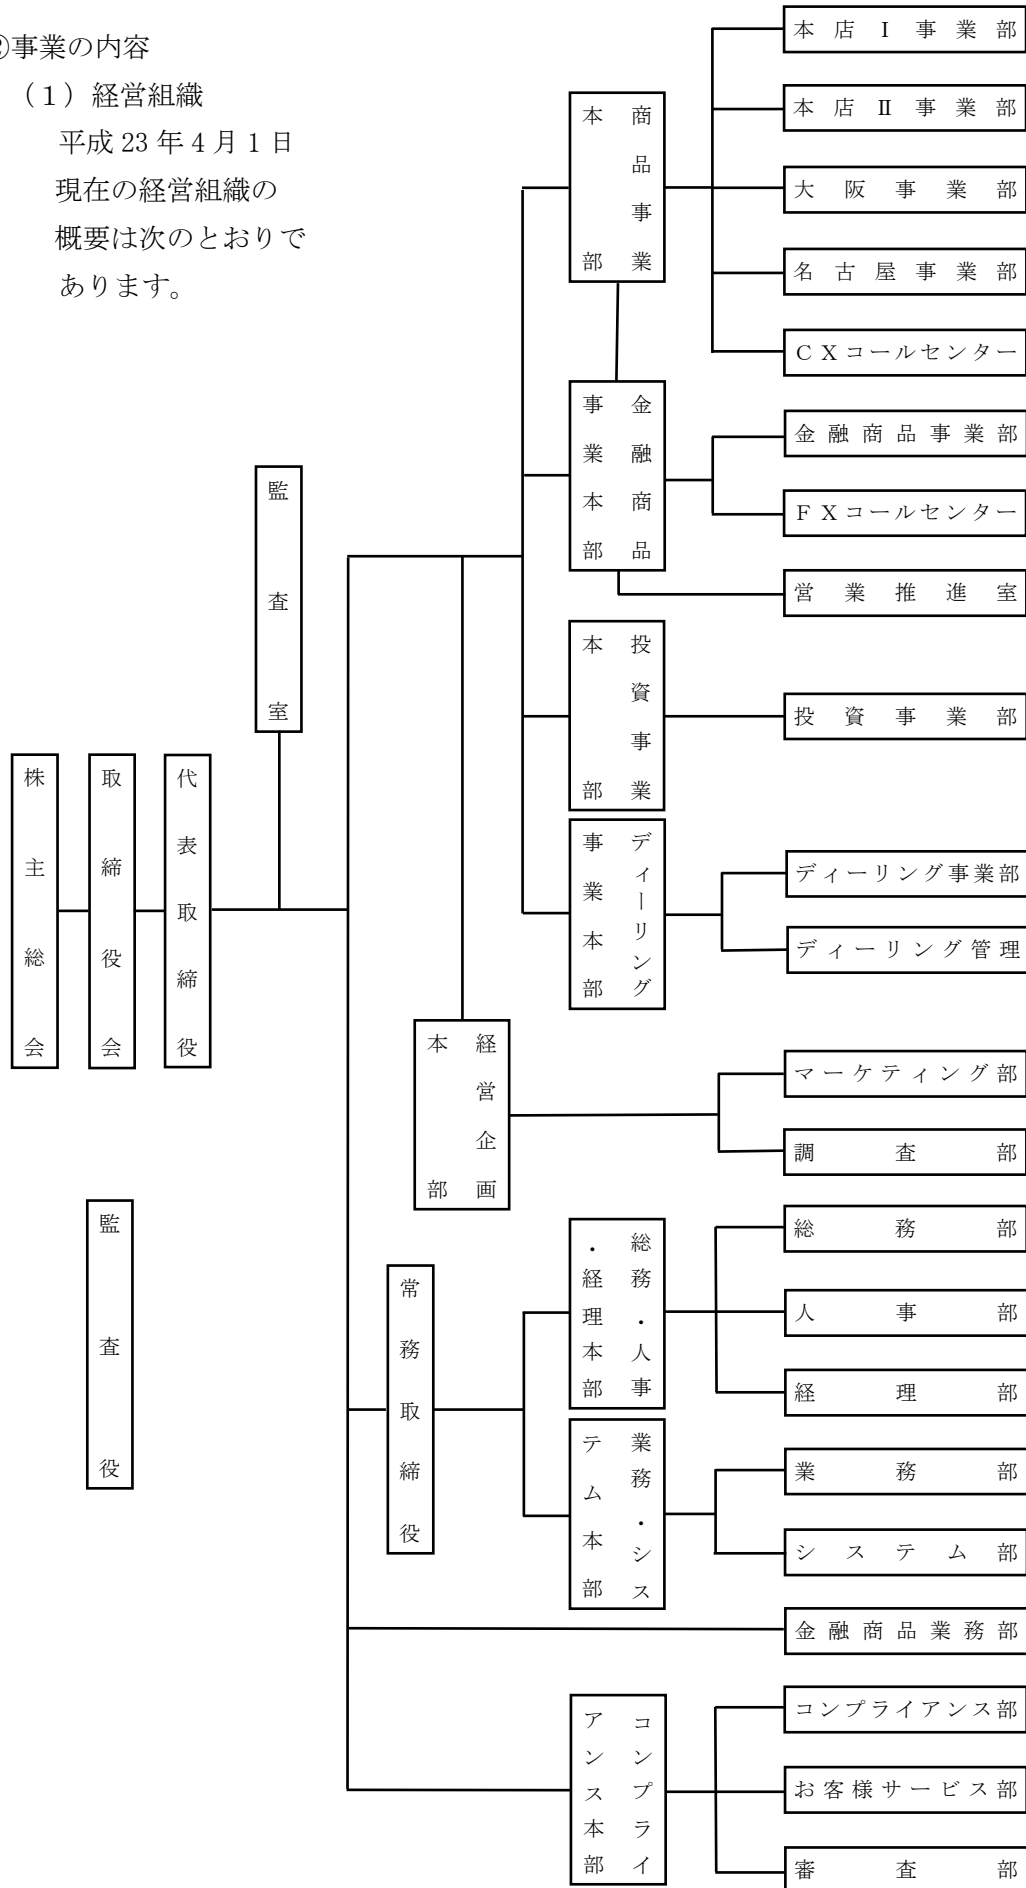 ②事業の内容
（１）経営組織
平成 23 年 4 月 1 日
現在の経営組織の
概要は次のとおりで
あります。
株主総会
取締役会
代表取締役
監査室
監査役
商品事業本部
本店Ⅰ事業部
本店Ⅱ事業部
大阪事業部
名古屋事業部
ＣＸコールセンター
金融商品事業本部
金融商品事業部
ＦＸコールセンター
営業推進室
投資事業本部
投資事業部
ディーリング事業本部
ディーリング事業部
ディーリング管理
経営企画本部
マーケティング部
調査部
常務取締役
総務・人事・経理本部
総務部
人事部
経理部
業務・システム本部
業務部
システム部
金融商品業務部
コンプライアンス本部
コンプライアンス部
お客様サービス部
審査部